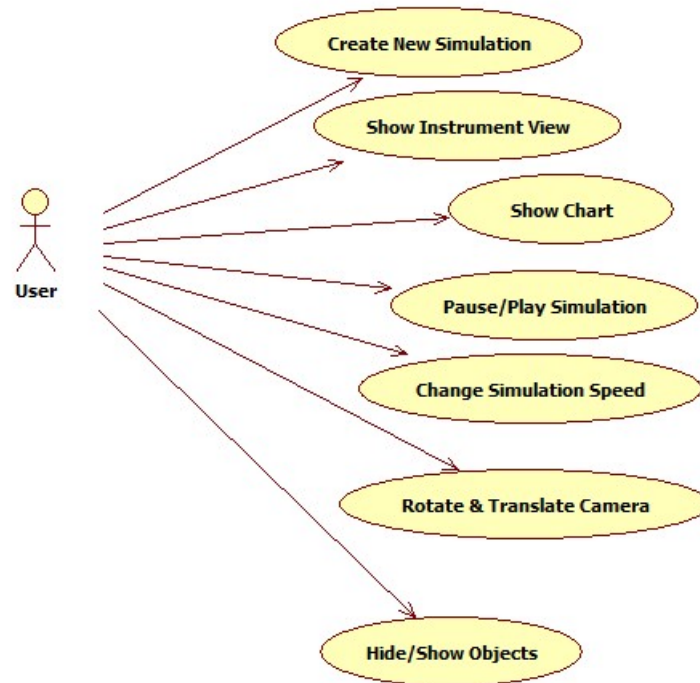 Create New Simulation
Show Instrument View
Show Chart
User
Pause/Play Simulation
Change Simulation Speed
Rotate & Translate Camera
Hide/Show Objects